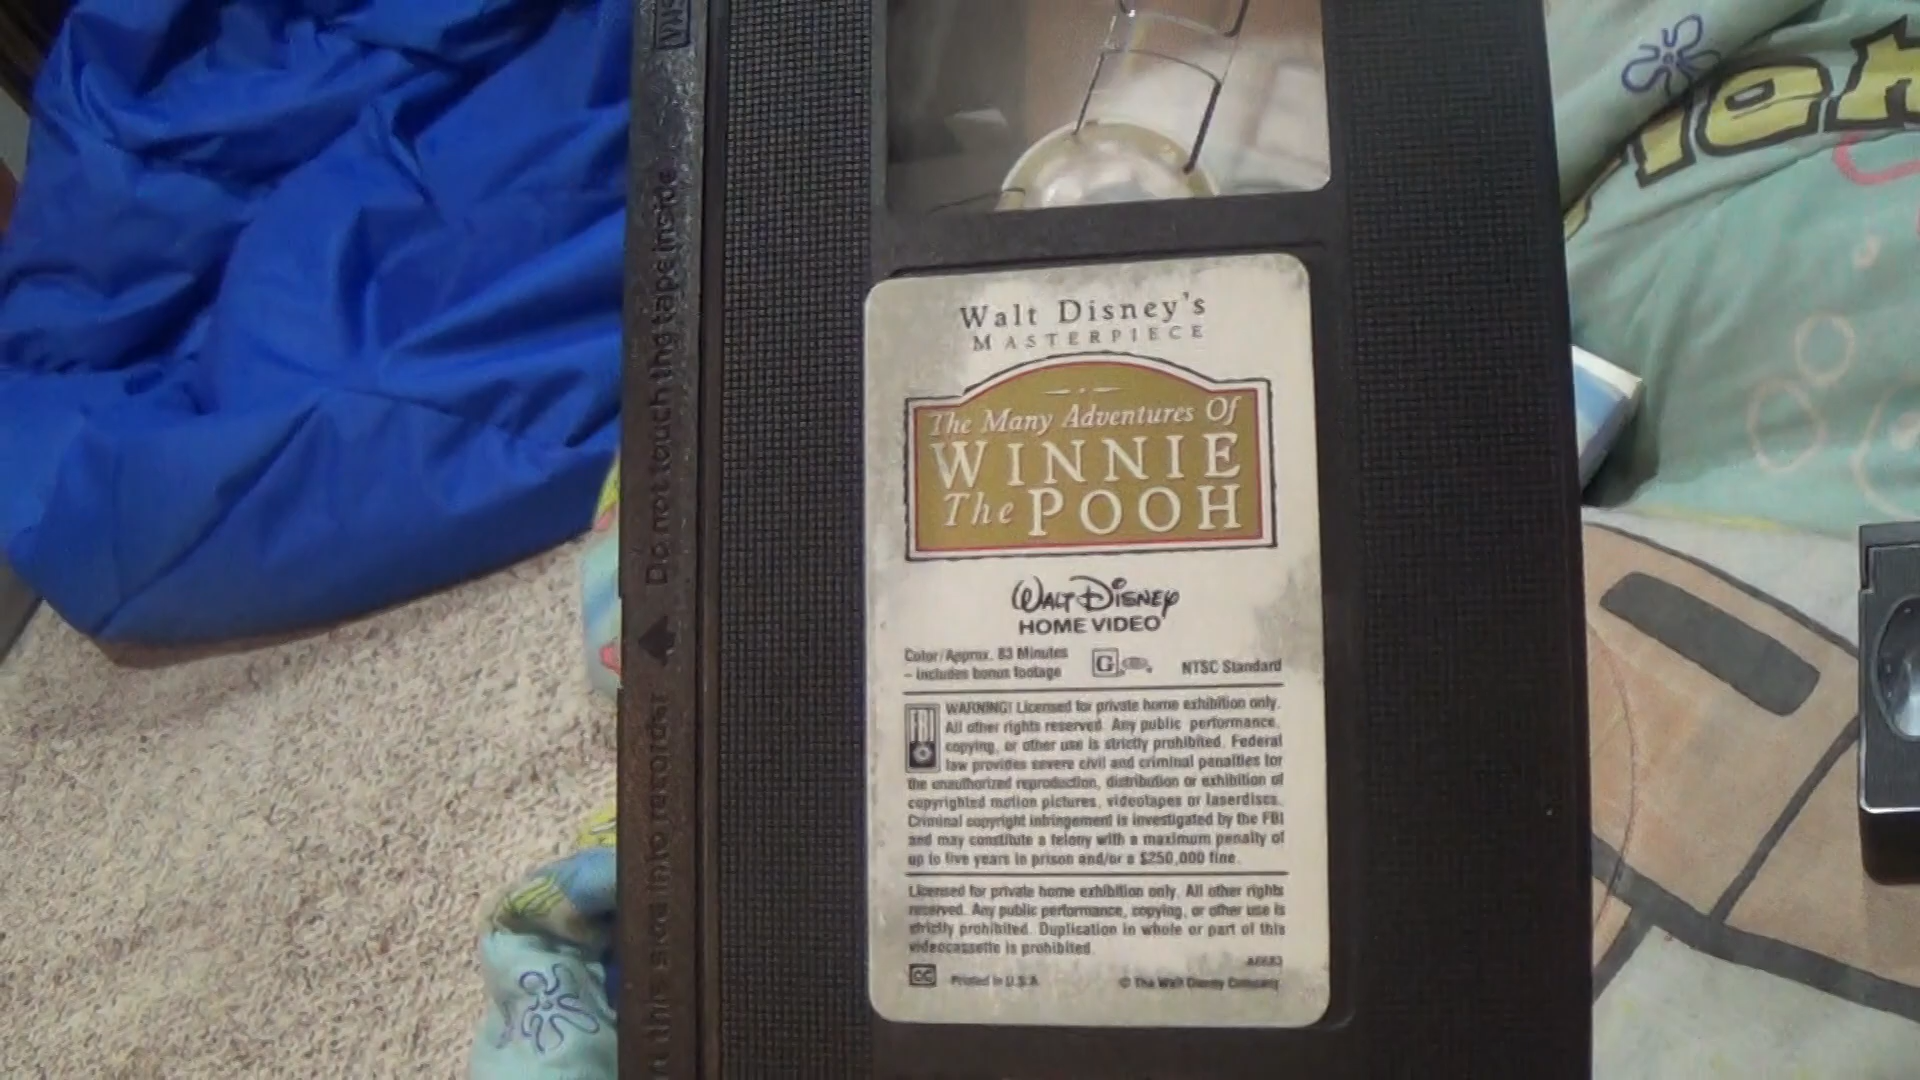 VHS
Do not touch the tape inside
this side into recorder
Walt Disney's
MASTERPIECE
The Many Adventures Of
WINNIE
The POOH
WALT DISNEY
HOME VIDEO
Color/Approx. 83 Minutes
– includes bonus footage
G
NTSC Standard
WARNING! Licensed for private home exhibition only.
All other rights reserved. Any public performance,
copying, or other use is strictly prohibited. Federal
law provides severe civil and criminal penalties for
the unauthorized reproduction, distribution or exhibition of
copyrighted motion pictures, videotapes or laserdiscs.
Criminal copyright infringement is investigated by the FBI
and may constitute a felony with a maximum penalty of
up to five years in prison and/or a $250,000 fine.
Licensed for private home exhibition only. All other rights
reserved. Any public performance, copying, or other use is
strictly prohibited. Duplication in whole or part of this
videocassette is prohibited.
CC
Printed in U.S.A.
© The Walt Disney Company